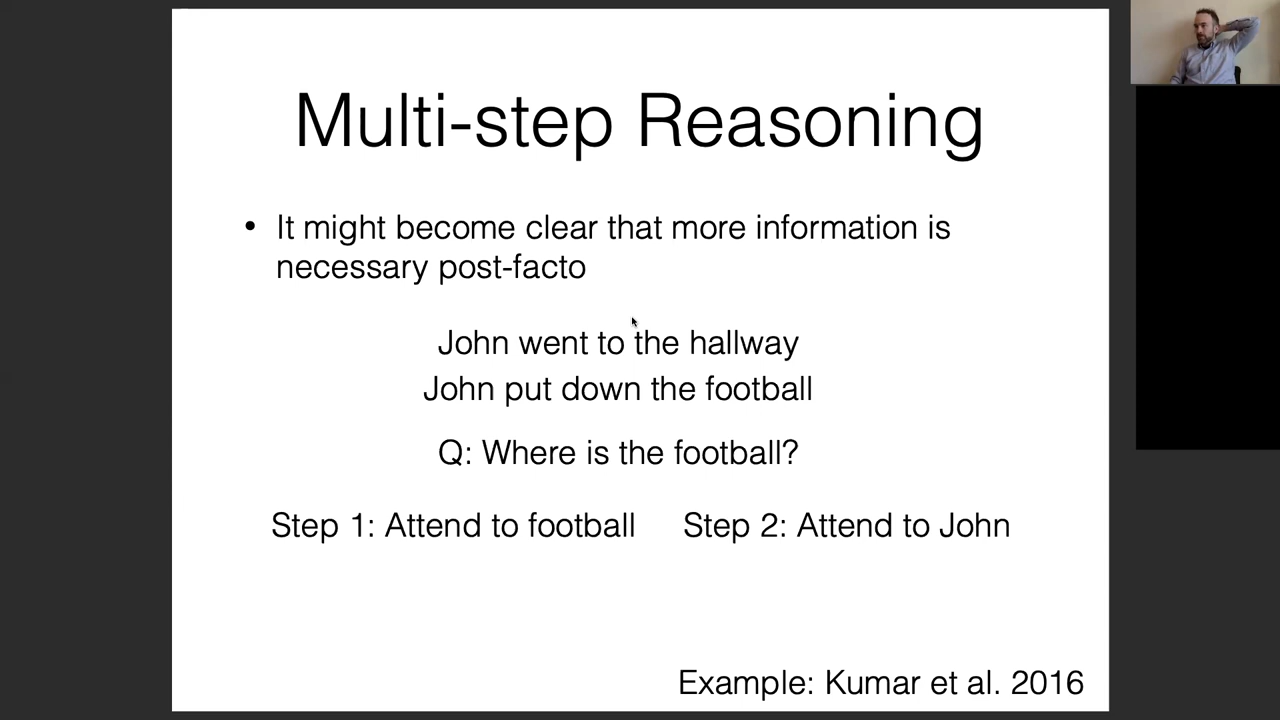 Multi-step Reasoning
• It might become clear that more information is
necessary post-facto
John went to the hallway
John put down the football
Q: Where is the football?
Step 1: Attend to football Step 2: Attend to John
Example: Kumar et al. 2016